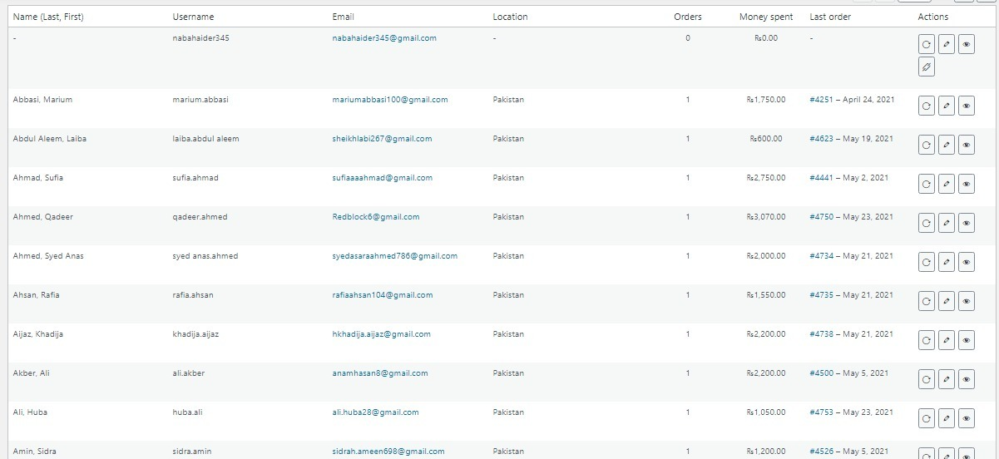 Name (Last, First) Username Email Location Orders Money spent Last order Actions
- nabahaider345 nabahaider345@gmail.com - 0 ₨0.00 -
Abbasi, Marium marium.abbasi mariumabbasi100@gmail.com Pakistan 1 ₨1,750.00 #4251 – April 24, 2021
Abdul Aleem, Laiba laiba.abdul aleem sheikhlabi267@gmail.com Pakistan 1 ₨600.00 #4623 – May 19, 2021
Ahmad, Sufia sufia.ahmad sufiaaaahmad@gmail.com Pakistan 1 ₨2,750.00 #4441 – May 2, 2021
Ahmed, Qadeer qadeer.ahmed Redblock6@gmail.com Pakistan 1 ₨3,070.00 #4750 – May 23, 2021
Ahmed, Syed Anas syed anas.ahmed syedasaraahmed786@gmail.com Pakistan 1 ₨2,000.00 #4734 – May 21, 2021
Ahsan, Rafia rafia.ahsan rafiaahsan104@gmail.com Pakistan 1 ₨1,550.00 #4735 – May 21, 2021
Aijaz, Khadija khadija.aijaz hkhadija.aijaz@gmail.com Pakistan 1 ₨2,200.00 #4738 – May 21, 2021
Akber, Ali ali.akber anamhasan8@gmail.com Pakistan 1 ₨2,200.00 #4500 – May 5, 2021
Ali, Huba huba.ali ali.huba28@gmail.com Pakistan 1 ₨1,050.00 #4753 – May 23, 2021
Amin, Sidra sidra.amin sidrah.ameen698@gmail.com Pakistan 1 ₨1,200.00 #4526 – May 5, 2021